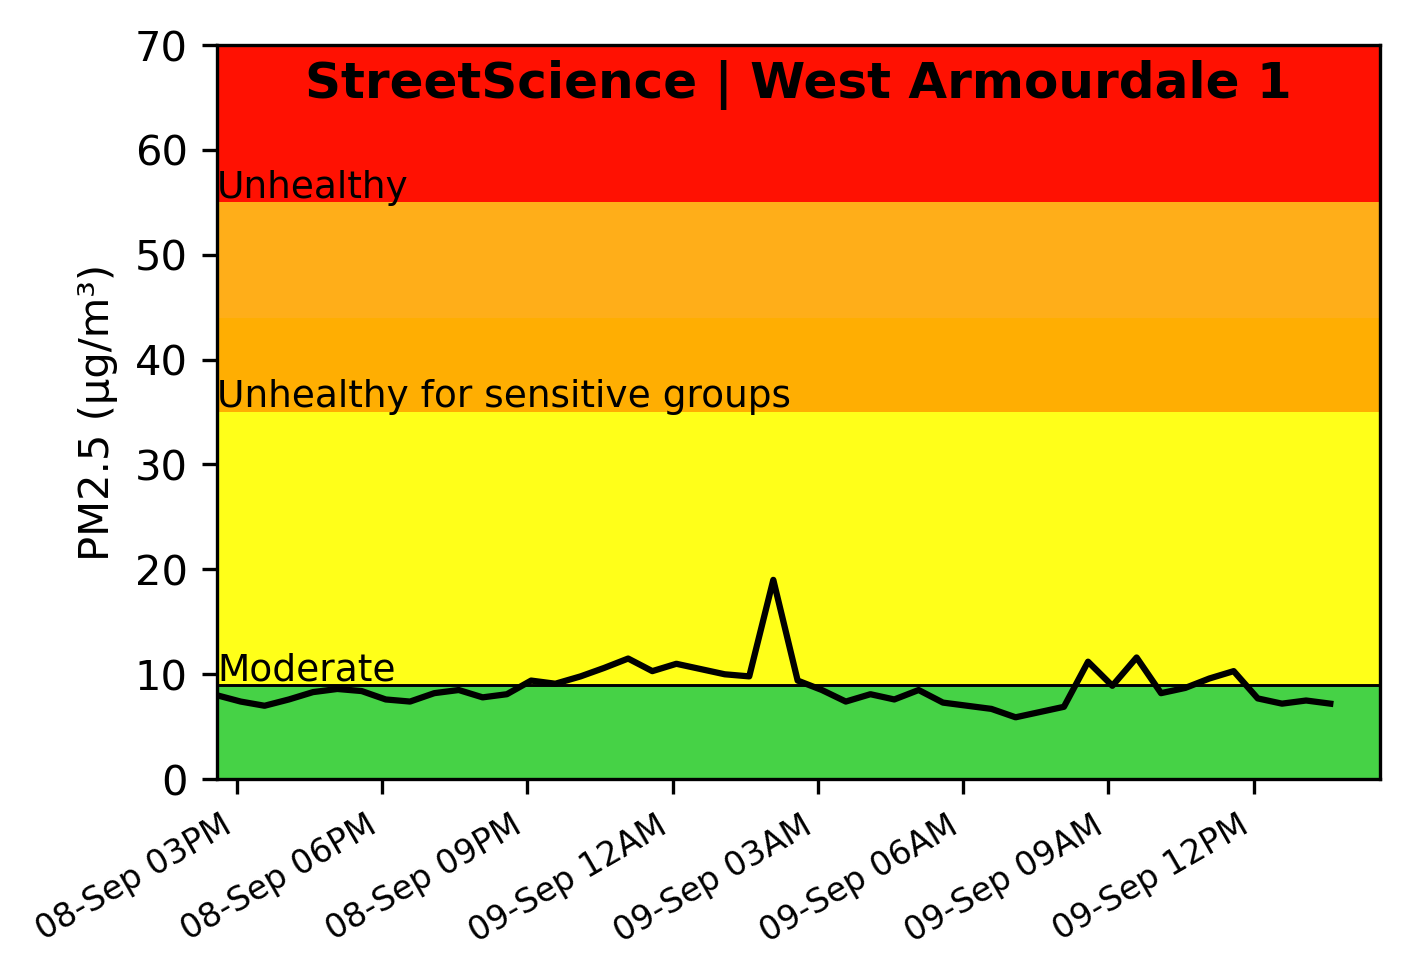 StreetScience | West Armourdale 1
PM2.5 (µg/m³)
70
60
Unhealthy
50
40
Unhealthy for sensitive groups
30
20
10
Moderate
0
08-Sep 03PM
08-Sep 06PM
08-Sep 09PM
09-Sep 12AM
09-Sep 03AM
09-Sep 06AM
09-Sep 09AM
09-Sep 12PM